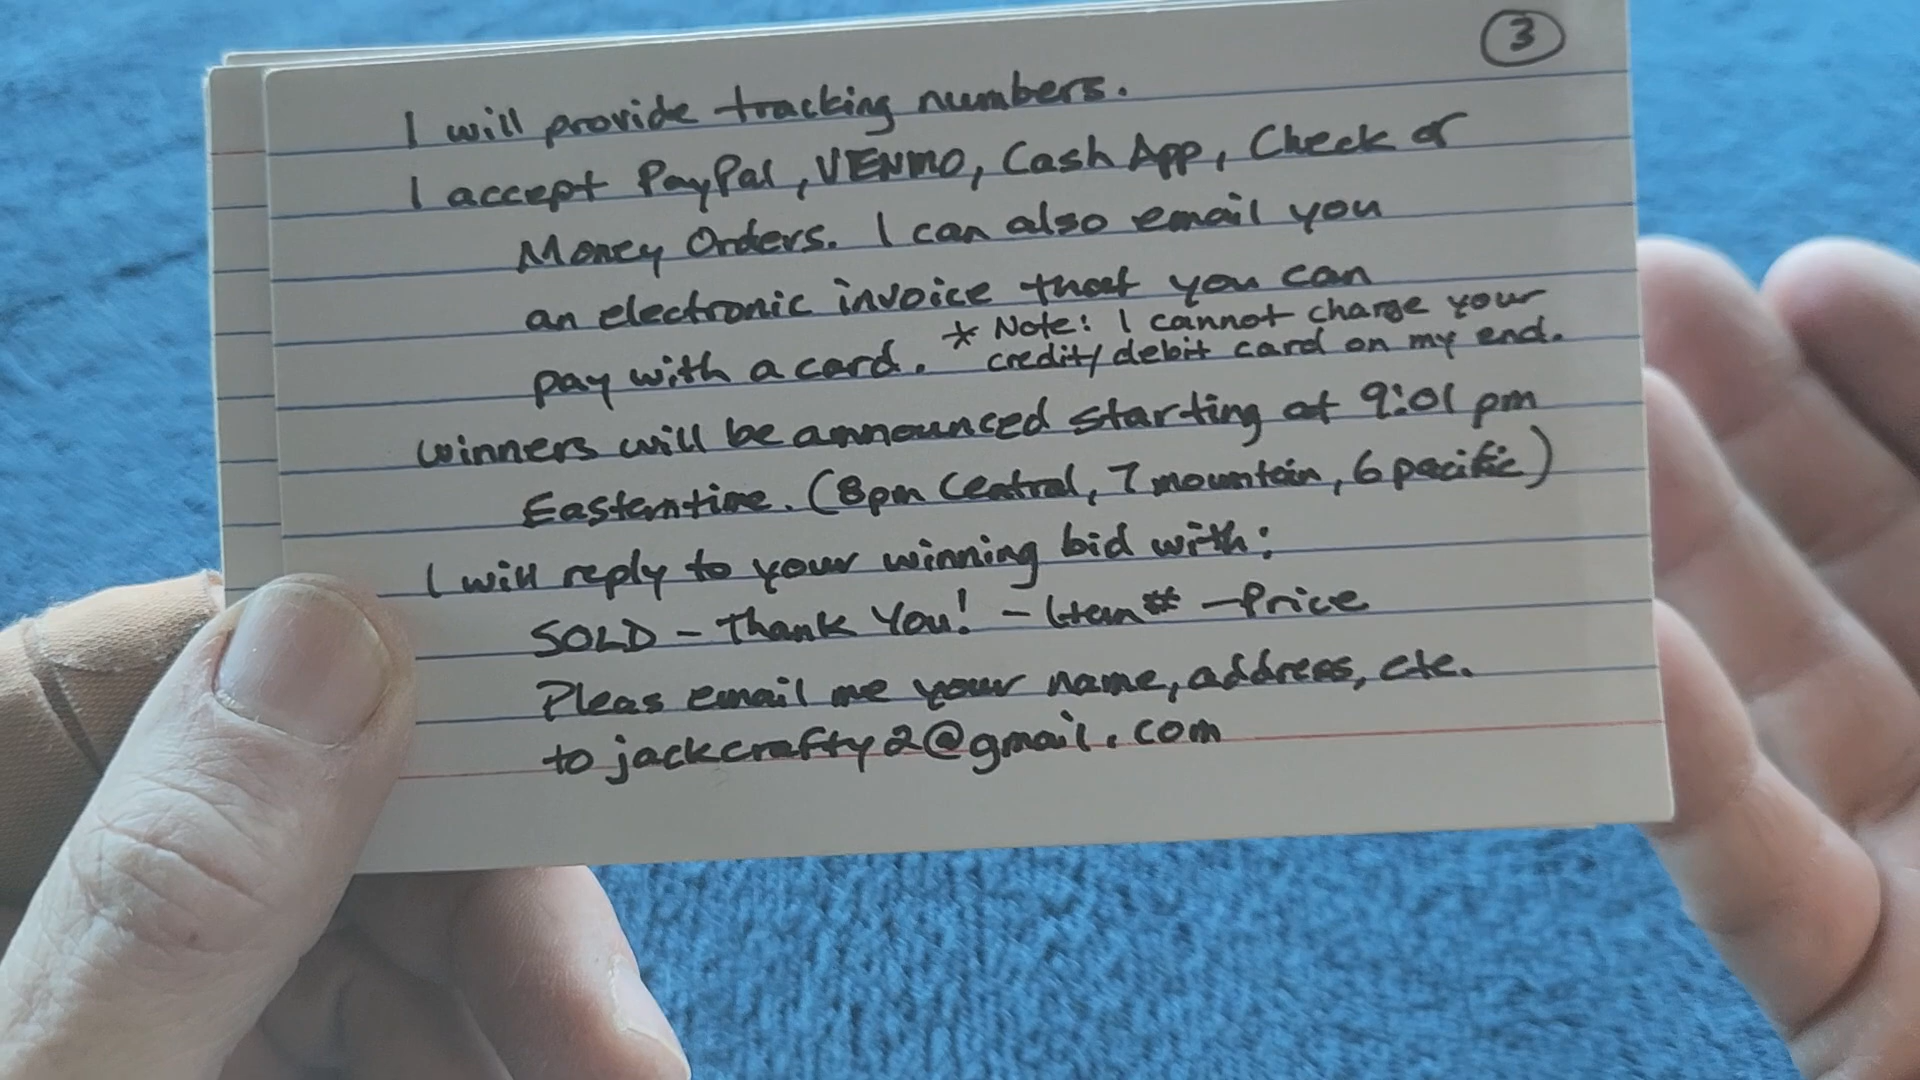 3
I will provide tracking numbers.
I accept PayPal, VENMO, Cash App, Check or
Money Orders. I can also email you
an electronic invoice that you can
pay with a card. * Note: I cannot charge your
credit/debit card on my end.
Winners will be announced starting at 9:01 pm
Eastern time. (8pm Central, 7 mountain, 6 pacific)
I will reply to your winning bid with:
SOLD - Thank You! - Item # - Price
Pleas email me your name, address, etc.
to jackcrafty2@gmail.com